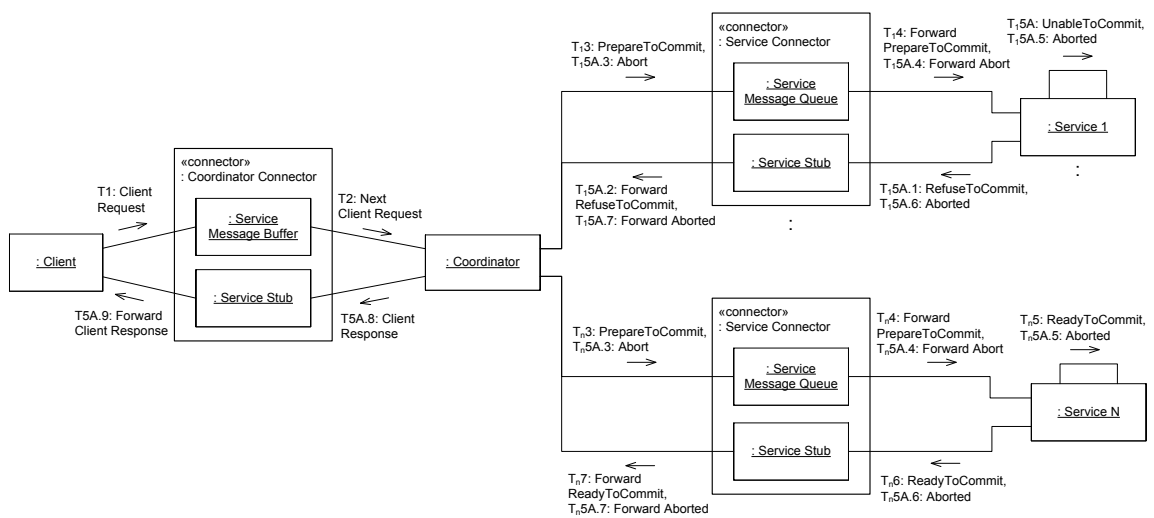 T1: Client
Request
«connector»
: Coordinator Connector
: Service
Message Buffer
: Service Stub
T2: Next
Client Request
: Client
: Coordinator
T5A.9: Forward
Client Response
T5A.8: Client
Response
T₁3: PrepareToCommit,
T₁5A.3: Abort
«connector»
: Service Connector
: Service
Message Queue
: Service Stub
T₁4: Forward
PrepareToCommit,
T₁5A.4: Forward Abort
T₁5A: UnableToCommit,
T₁5A.5: Aborted
: Service 1
:
T₁5A.2: Forward
RefuseToCommit,
T₁5A.7: Forward Aborted
T₁5A.1: RefuseToCommit,
T₁5A.6: Aborted
:
Tₙ3: PrepareToCommit,
Tₙ5A.3: Abort
«connector»
: Service Connector
: Service
Message Queue
: Service Stub
Tₙ4: Forward
PrepareToCommit,
Tₙ5A.4: Forward Abort
Tₙ5: ReadyToCommit,
Tₙ5A.5: Aborted
: Service N
Tₙ7: Forward
ReadyToCommit,
Tₙ5A.7: Forward Aborted
Tₙ6: ReadyToCommit,
Tₙ5A.6: Aborted